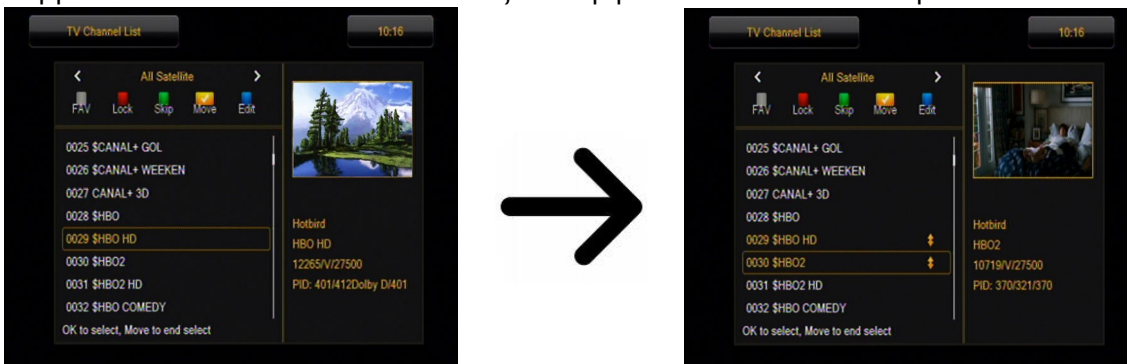 TV Channel List
10:16
All Satellite
FAV Lock Skip Move Edit
0025 $CANAL+ GOL
0026 $CANAL+ WEEKEN
0027 CANAL+ 3D
0028 $HBO
0029 $HBO HD
0030 $HBO2
0031 $HBO2 HD
0032 $HBO COMEDY
OK to select, Move to end select
Hotbird
HBO HD
12265/V/27500
PID: 401/412Dolby D/401
TV Channel List
10:16
All Satellite
FAV Lock Skip Move Edit
0025 $CANAL+ GOL
0026 $CANAL+ WEEKEN
0027 CANAL+ 3D
0028 $HBO
0029 $HBO HD
0030 $HBO2
0031 $HBO2 HD
0032 $HBO COMEDY
OK to select, Move to end select
Hotbird
HBO2
10719/V/27500
PID: 370/321/370